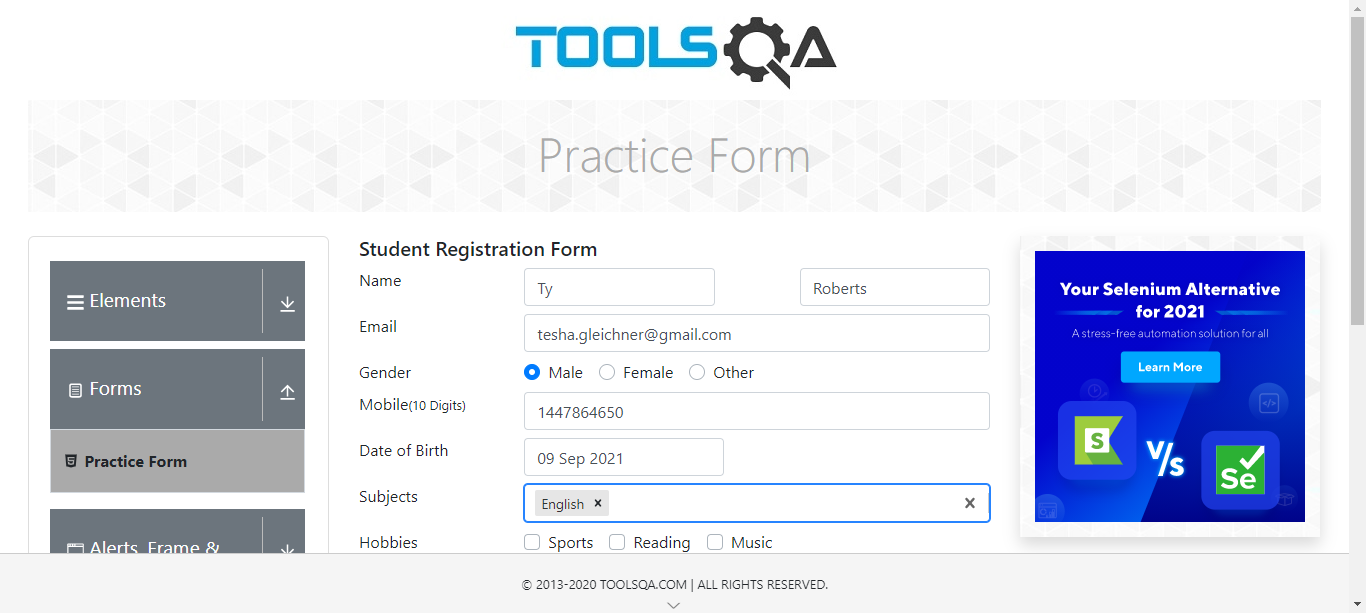 TOOLSQA
Practice Form
Elements
Forms
Practice Form
Alerts, Frame &
Student Registration Form
Name
Ty
Roberts
Email
tesha.gleichner@gmail.com
Gender
Male
Female
Other
Mobile(10 Digits)
1447864650
Date of Birth
09 Sep 2021
Subjects
English
Hobbies
Sports
Reading
Music
Your Selenium Alternative
for 2021
A stress-free automation solution for all
Learn More
S
V/S
Se
© 2013-2020 TOOLSQA.COM | ALL RIGHTS RESERVED.